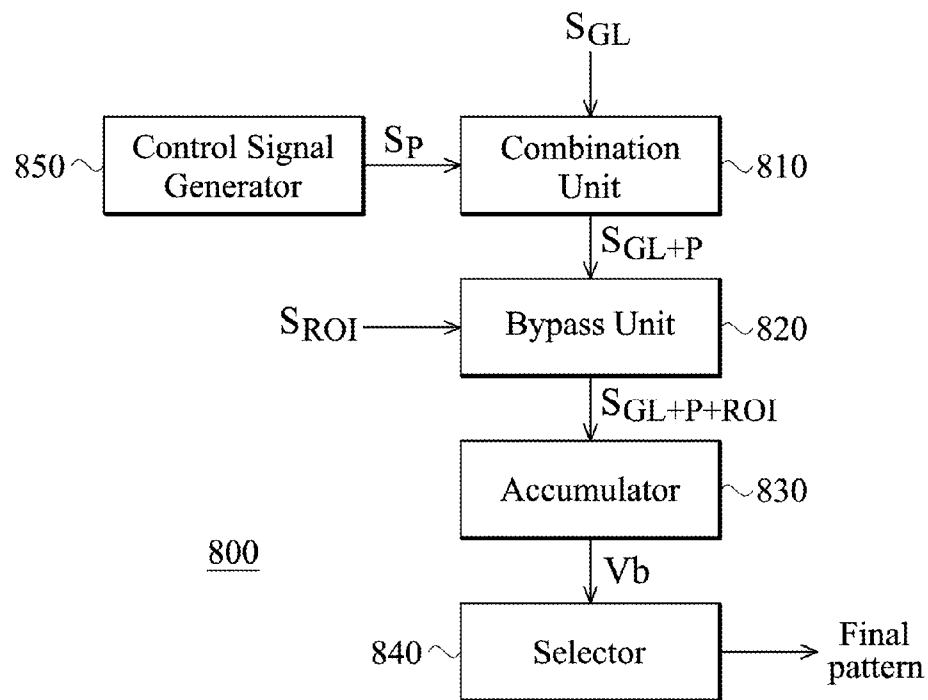 S_GL
850 Control Signal Generator
S_P
Combination Unit 810
S_GL+P
S_ROI
Bypass Unit 820
S_GL+P+ROI
Accumulator 830
800
Vb
840 Selector
Final pattern